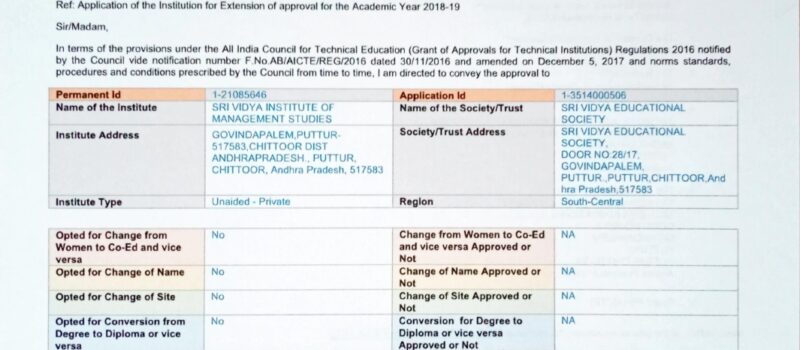 Ref: Application of the Institution for Extension of approval for the Academic Year 2018-19
Sir/Madam,
In terms of the provisions under the All India Council for Technical Education (Grant of Approvals for Technical Institutions) Regulations 2016 notified
by the Council vide notification number F.No.AB/AICTE/REG/2016 dated 30/11/2016 and amended on December 5, 2017 and norms standards,
procedures and conditions prescribed by the Council from time to time, I am directed to convey the approval to
Permanent Id 1-21085646 Application Id 1-3514000506
Name of the Institute SRI VIDYA INSTITUTE OF Name of the Society/Trust SRI VIDYA EDUCATIONAL
MANAGEMENT STUDIES SOCIETY
Institute Address GOVINDAPALEM,PUTTUR- Society/Trust Address SRI VIDYA EDUCATIONAL
517583,CHITTOOR DIST SOCIETY,
ANDHRAPRADESH., PUTTUR, DOOR NO 28/17,
CHITTOOR, Andhra Pradesh, 517583 GOVINDAPALEM,
PUTTUR.,PUTTUR,CHITTOOR,And
hra Pradesh,517583
Institute Type Unaided - Private Region South-Central
Opted for Change from No Change from Women to Co-Ed NA
Women to Co-Ed and vice and vice versa Approved or
versa Not
Opted for Change of Name No Change of Name Approved or NA
Not
Opted for Change of Site No Change of Site Approved or NA
Not
Opted for Conversion from No Conversion for Degree to NA
Degree to Diploma or vice Diploma or vice versa
versa Approved or Not